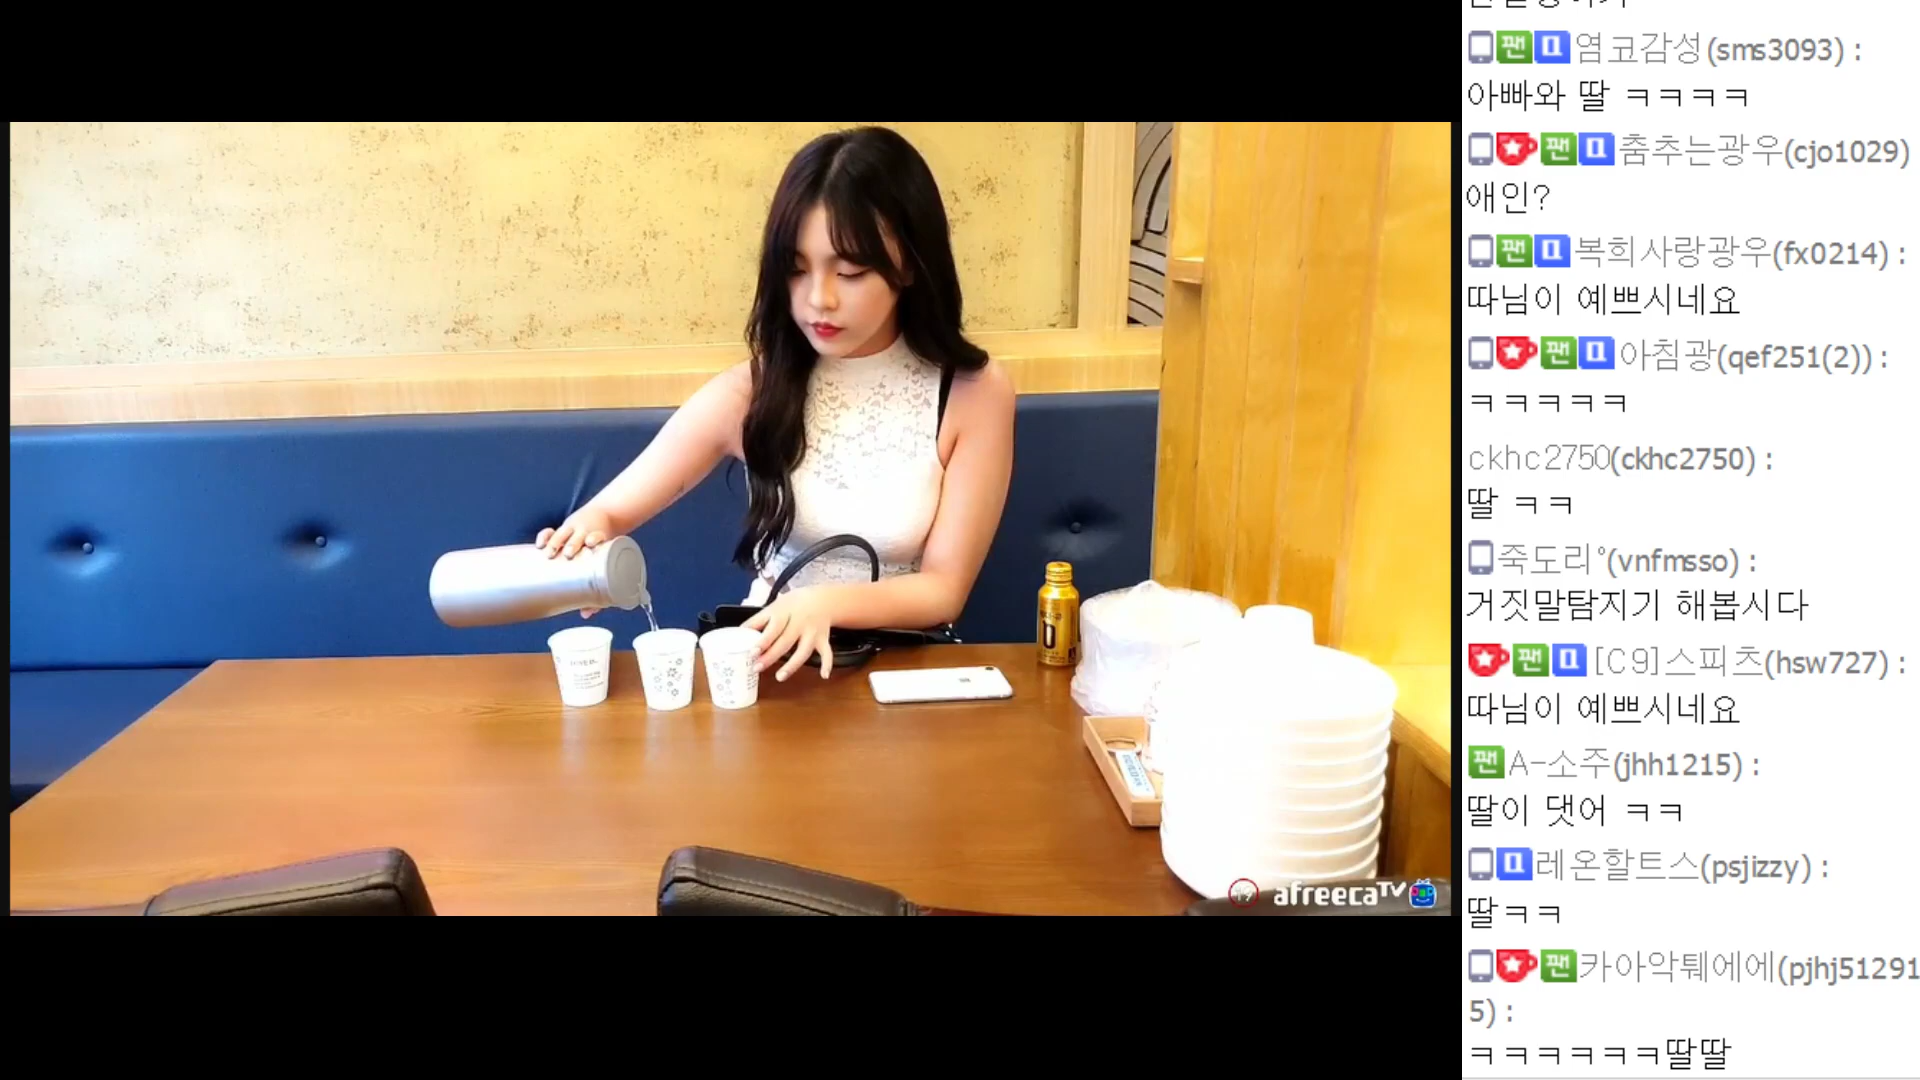 염코감성(sms3093) :
아빠와 딸 ㅋㅋㅋㅋ
춤추는광우(cjo1029)
애인?
복희사랑광우(fx0214) :
따님이 예쁘시네요
아침광(qef251(2)) :
ㅋㅋㅋㅋㅋ
ckhc2750(ckhc2750) :
딸 ㅋㅋ
죽도리°(vnfmsso) :
거짓말탐지기 해봅시다
[C9]스피츠(hsw727) :
따님이 예쁘시네요
팬 A-소주(jhh1215) :
딸이 댓어 ㅋㅋ
레온할트스(psjizzy) :
딸ㅋㅋ
카아악퉤에에(pjhj51291
5) :
ㅋㅋㅋㅋㅋㅋ딸딸
19 afreecaTV